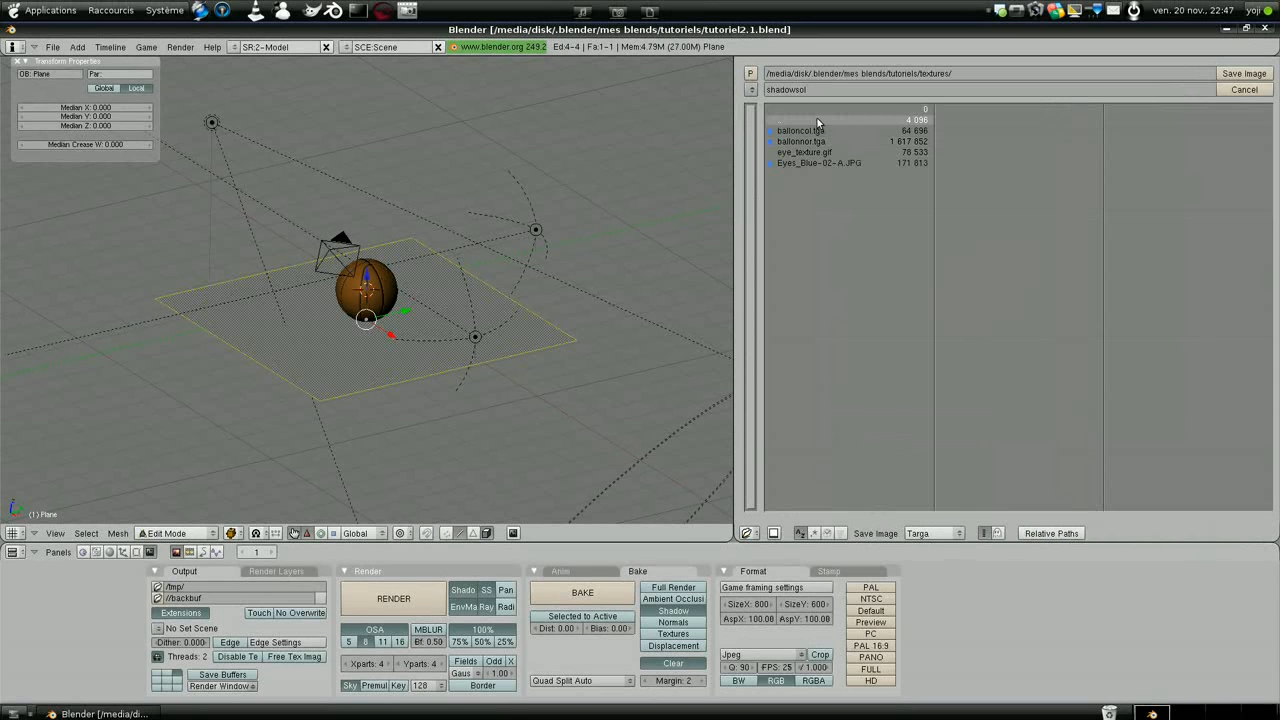 Applications Raccourcis Système
ven. 20 nov., 22:47 yoji
Blender [/media/disk/.blender/mes blends/tutoriels/tutoriel2.1.blend]
File Add Timeline Game Render Help
SR:2-Model
SCE:Scene
www.blender.org 249.2
Ed:4-4 | Fa:1-1 | Mem:4.79M (27.00M) Plane
Transform Properties
OB: Plane
Par:
Global
Local
Median X: 0.000
Median Y: 0.000
Median Z: 0.000
Median Crease W: 0.000
(1) Plane
P
/media/disk/.blender/mes blends/tutoriels/textures/
Save Image
shadowsol
Cancel
. 0
.. 4 096
balloncol.tga 64 696
ballonnor.tga 1 617 852
eye_texture.gif 78 533
Eyes_Blue-02-A.JPG 171 813
View Select Mesh Edit Mode Global
Save Image Targa Relative Paths
Panels 1
Output
Render Layers
/tmp/
//backbuf
Extensions
Touch
No Overwrite
No Set Scene
Dither: 0.000
Edge
Edge Settings
Threads: 2
Disable Te
Free Tex Imag
Save Buffers
Render Window
Render
RENDER
Shado SS Pan
EnvMa Ray Radi
OSA
MBLUR
100%
5 8 11 16
Bf: 0.50
75% 50% 25%
Xparts: 4
Yparts: 4
Fields Odd X
Gaus 1.00
Sky Premul Key 128
Border
Anim
Bake
BAKE
Full Render
Ambient Occlusi
Selected to Active
Shadow
Dist: 0.00
Bias: 0.00
Normals
Textures
Displacement
Clear
Quad Split Auto
Margin: 2
Format
Stamp
Game framing settings
SizeX: 800
SizeY: 600
AspX: 100.00
AspY: 100.00
Jpeg
Crop
Q: 90
FPS: 25
/ 1.000
BW RGB RGBA
PAL
NTSC
Default
Preview
PC
PAL 16:9
PANO
FULL
HD
Blender [/media/di...